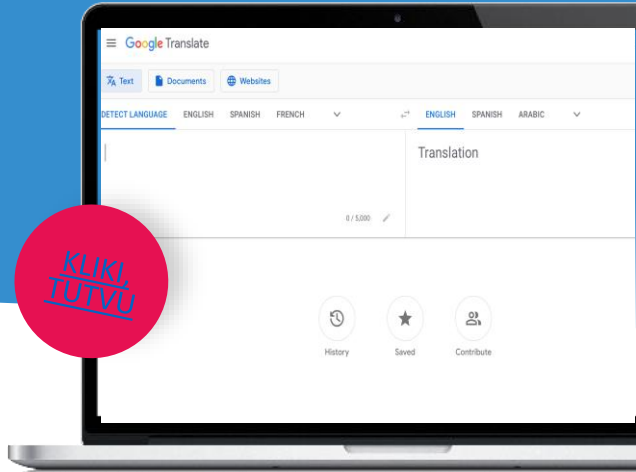 Google Translate
Text Documents Websites
DETECT LANGUAGE ENGLISH SPANISH FRENCH ENGLISH SPANISH ARABIC
Translation
0 / 5,000
KLIKI,
TUTVU
History Saved Contribute